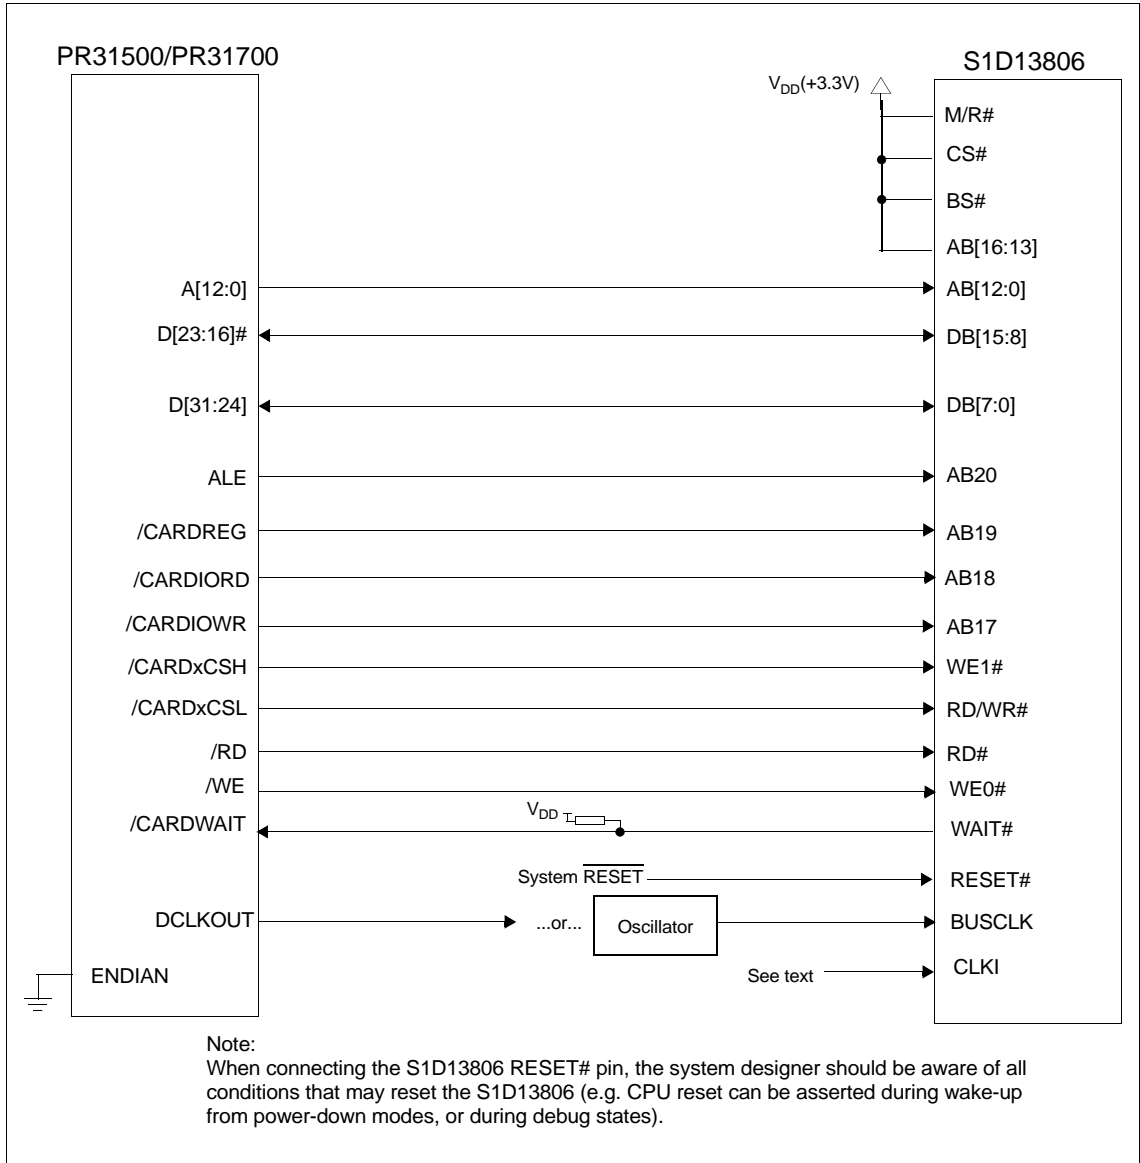 PR31500/PR31700
S1D13806
VDD(+3.3V)
M/R#
CS#
BS#
AB[16:13]
A[12:0]
AB[12:0]
D[23:16]#
DB[15:8]
D[31:24]
DB[7:0]
ALE
AB20
/CARDREG
AB19
/CARDIORD
AB18
/CARDIOWR
AB17
/CARDxCSH
WE1#
/CARDxCSL
RD/WR#
/RD
RD#
/WE
WE0#
VDD
/CARDWAIT
WAIT#
System RESET
RESET#
DCLKOUT
...or...
Oscillator
BUSCLK
ENDIAN
See text
CLKI
Note:
When connecting the S1D13806 RESET# pin, the system designer should be aware of all
conditions that may reset the S1D13806 (e.g. CPU reset can be asserted during wake-up
from power-down modes, or during debug states).